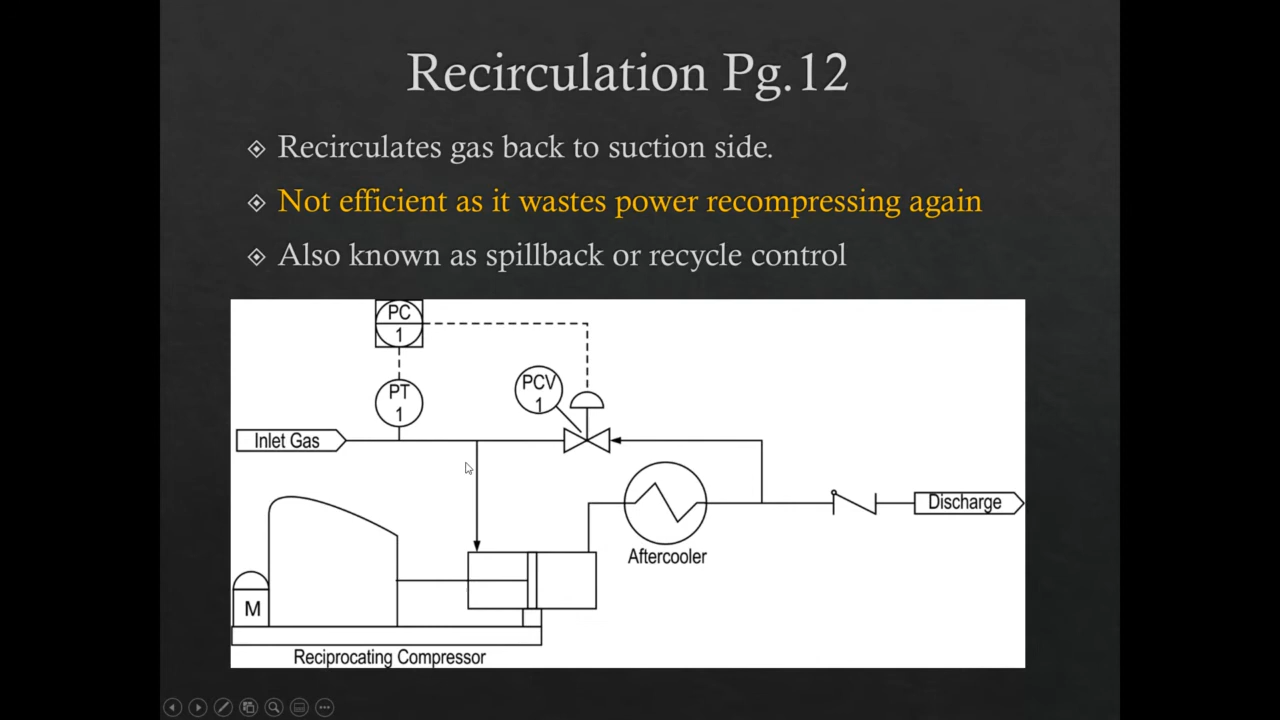 Recirculation Pg.12
Recirculates gas back to suction side.
Not efficient as it wastes power recompressing again
Also known as spillback or recycle control
PC
1
PT
1
PCV
1
Inlet Gas
Discharge
Aftercooler
M
Reciprocating Compressor